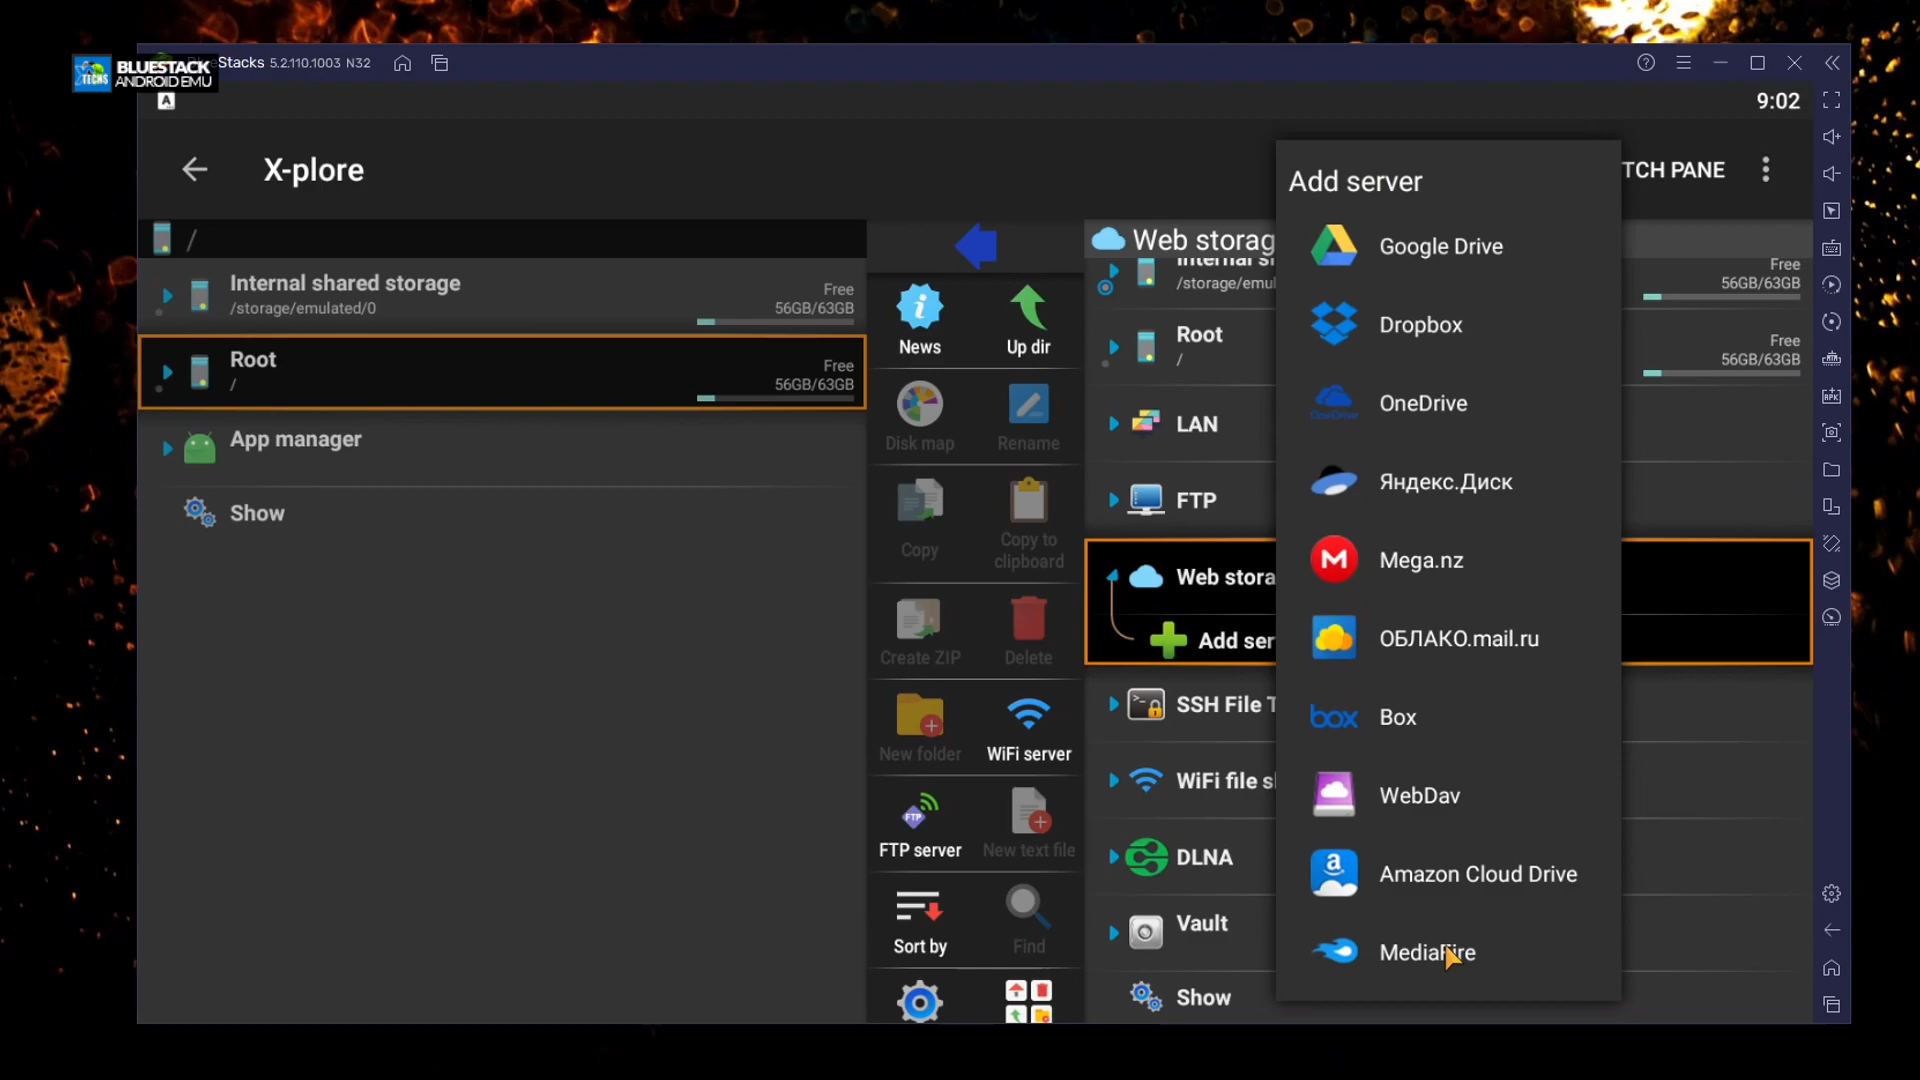 BlueStacks 5.2.110.1003 N32
TECHS
BLUESTACK
ANDROID EMU
A
9:02
X-plore
TCH PANE
/
Internal shared storage
/storage/emulated/0
Free
56GB/63GB
Root
/
Free
56GB/63GB
App manager
Show
News
Up dir
Disk map
Rename
Copy
Copy to
clipboard
Create ZIP
Delete
New folder
WiFi server
FTP server
New text file
Sort by
Find
Web storag
Internal s
/storage/emul
Free
56GB/63GB
Root
/
Free
56GB/63GB
LAN
FTP
Web stora
Add ser
SSH File T
WiFi file s
DLNA
Vault
Show
Add server
Google Drive
Dropbox
OneDrive
OneDrive
Яндекс.Диск
M
Mega.nz
ОБЛАКО.mail.ru
box
Box
WebDav
a
Amazon Cloud Drive
MediaFire